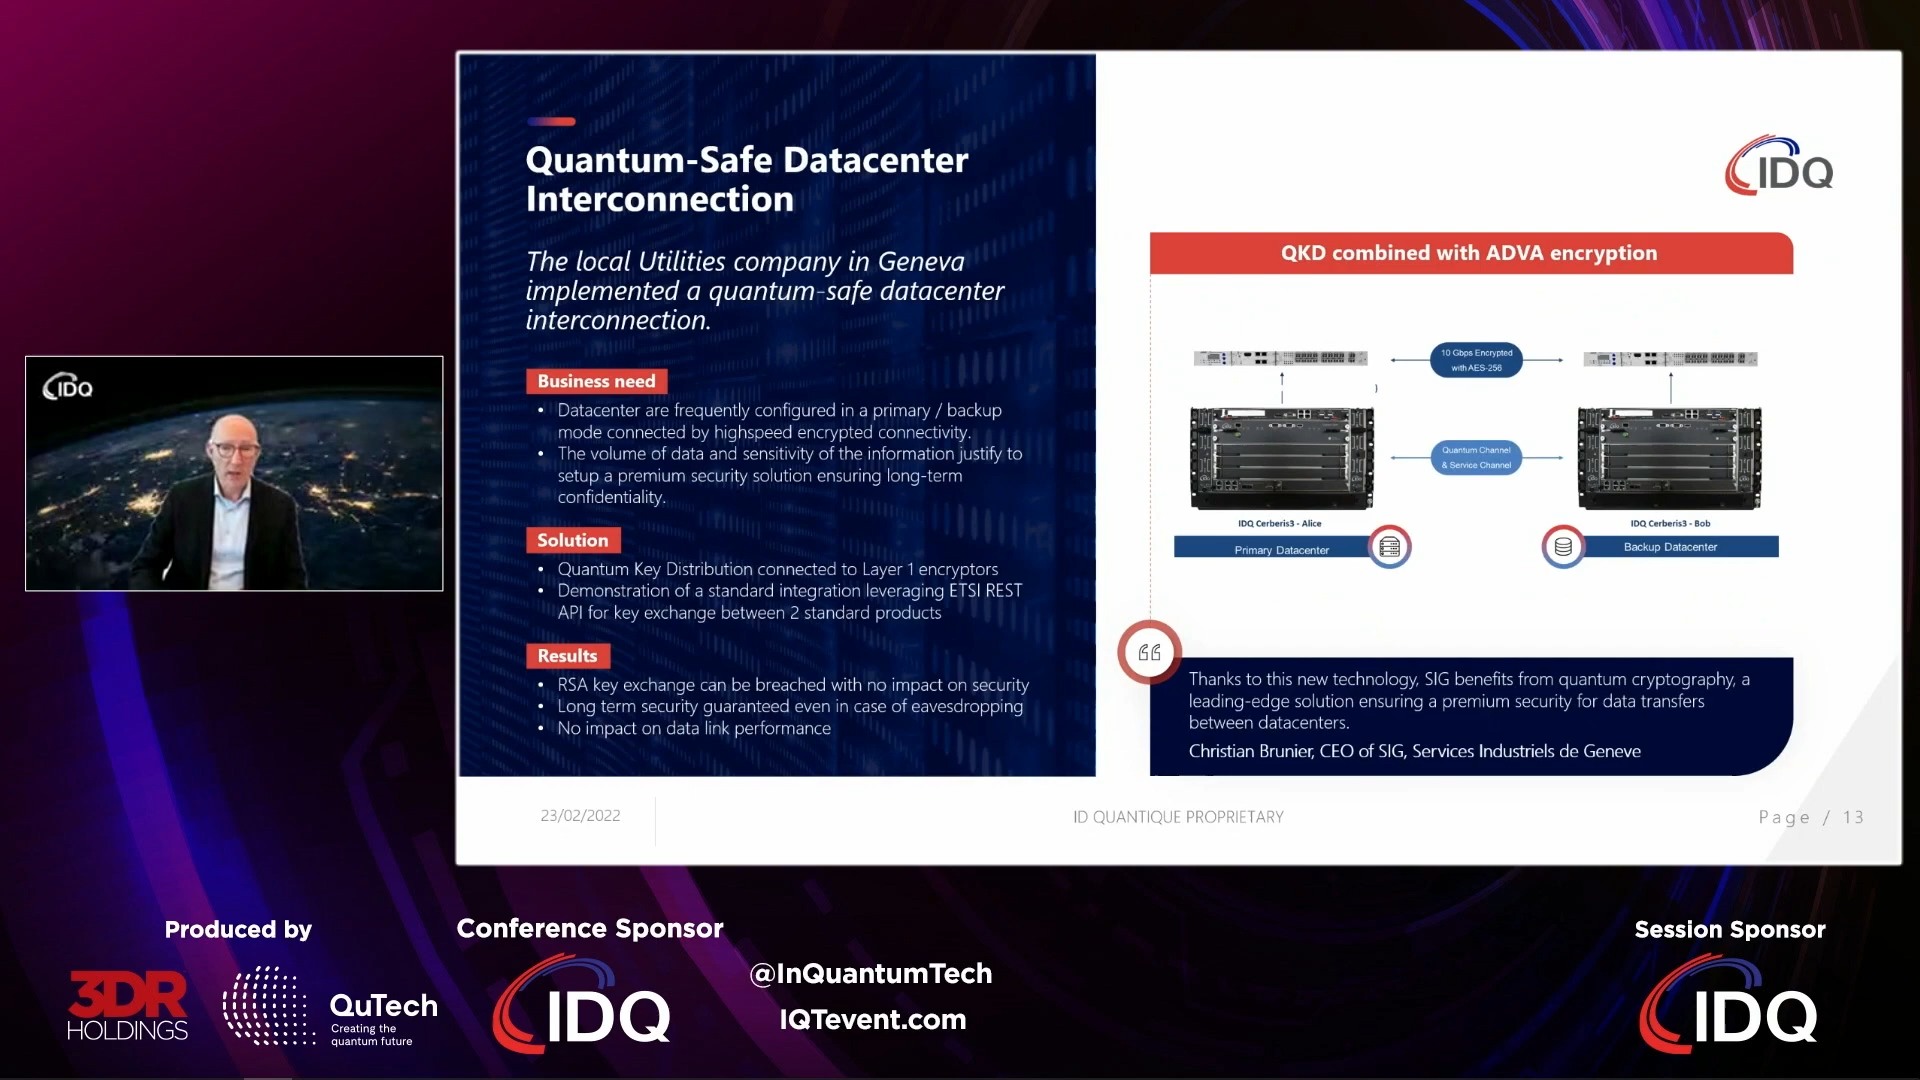 Quantum-Safe Datacenter
Interconnection
The local Utilities company in Geneva
implemented a quantum-safe datacenter
interconnection.
Business need
• Datacenter are frequently configured in a primary / backup
mode connected by highspeed encrypted connectivity.
• The volume of data and sensitivity of the information justify to
setup a premium security solution ensuring long-term
confidentiality.
Solution
• Quantum Key Distribution connected to Layer 1 encryptors
• Demonstration of a standard integration leveraging ETSI REST
API for key exchange between 2 standard products
Results
• RSA key exchange can be breached with no impact on security
• Long term security guaranteed even in case of eavesdropping
• No impact on data link performance
IDQ
QKD combined with ADVA encryption
10 Gbps Encrypted
with AES-256
)
Quantum Channel
& Service Channel
IDQ Cerberis3 - Alice
IDQ Cerberis3 - Bob
Primary Datacenter
Backup Datacenter
Thanks to this new technology, SIG benefits from quantum cryptography, a
leading-edge solution ensuring a premium security for data transfers
between datacenters.
Christian Brunier, CEO of SIG, Services Industriels de Geneve
23/02/2022
ID QUANTIQUE PROPRIETARY
Page / 13
IDQ
Produced by
3DR
HOLDINGS
QuTech
Creating the
quantum future
Conference Sponsor
IDQ
@InQuantumTech
IQTevent.com
Session Sponsor
IDQ